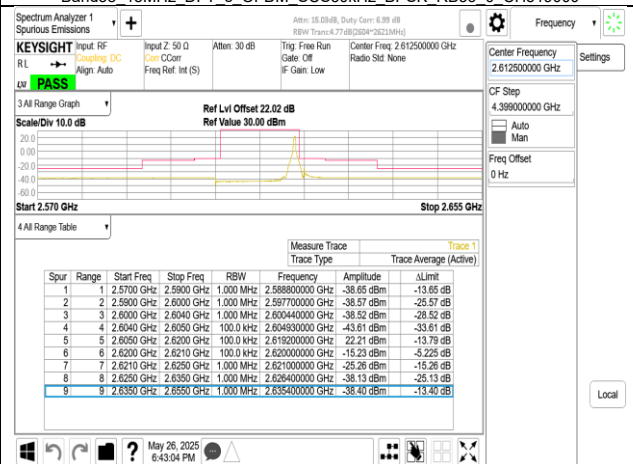 Spectrum Analyzer 1
Spurious Emissions
Attn: 15.03dB, Duty Corr: 6.99 dB
RBW Trans:4.77dB(2604~2621MHz)
Frequency
KEYSIGHT
RL
PASS
Input: RF
Coupling: DC
Align: Auto
Input Z: 50 Ω
Corr CCorr
Freq Ref: Int (S)
Atten: 30 dB
Trig: Free Run
Gate: Off
IF Gain: Low
Center Freq: 2.612500000 GHz
Radio Std: None
Center Frequency
2.612500000 GHz
Settings
CF Step
4.399000000 GHz
Auto
Man
Freq Offset
0 Hz
3 All Range Graph
Scale/Div 10.0 dB
Ref Lvl Offset 22.02 dB
Ref Value 30.00 dBm
20.0
0.00
-20.0
-40.0
-60.0
Start 2.570 GHz
Stop 2.655 GHz
4 All Range Table
Measure Trace Trace 1
Trace Type Trace Average (Active)
Spur Range Start Freq Stop Freq RBW Frequency Amplitude ΔLimit
1 1 2.5700 GHz 2.5900 GHz 1.000 MHz 2.588800000 GHz -38.65 dBm -13.65 dB
2 2 2.5900 GHz 2.6000 GHz 1.000 MHz 2.597700000 GHz -38.57 dBm -25.57 dB
3 3 2.6000 GHz 2.6040 GHz 1.000 MHz 2.600440000 GHz -38.52 dBm -28.52 dB
4 4 2.6040 GHz 2.6050 GHz 100.0 kHz 2.604930000 GHz -43.61 dBm -33.61 dB
5 5 2.6050 GHz 2.6200 GHz 100.0 kHz 2.619200000 GHz 22.21 dBm -13.79 dB
6 6 2.6200 GHz 2.6210 GHz 100.0 kHz 2.620000000 GHz -15.23 dBm -5.225 dB
7 7 2.6210 GHz 2.6250 GHz 1.000 MHz 2.621000000 GHz -25.26 dBm -15.26 dB
8 8 2.6250 GHz 2.6350 GHz 1.000 MHz 2.626400000 GHz -38.13 dBm -25.13 dB
9 9 2.6350 GHz 2.6550 GHz 1.000 MHz 2.635400000 GHz -38.40 dBm -13.40 dB
Local
May 26, 2025
6:43:04 PM